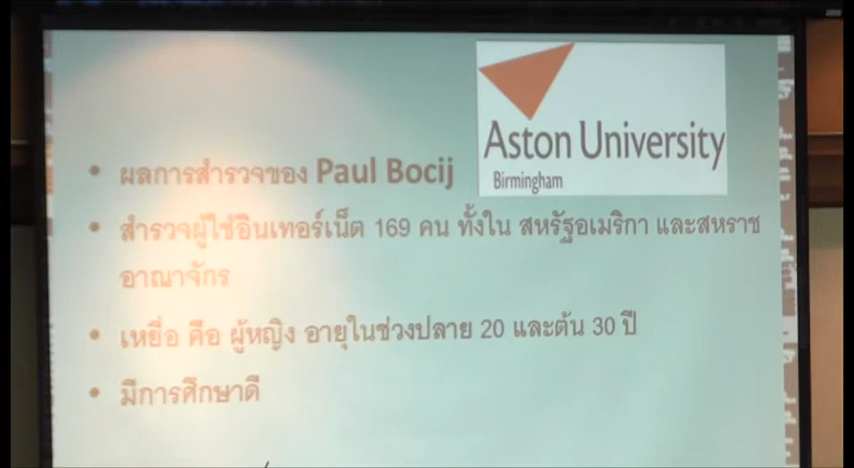 Aston University
Birmingham
• ผลการสำรวจของ Paul Bocij
• สำรวจผู้ใช้อินเทอร์เน็ต 169 คน ทั้งใน สหรัฐอเมริกา และสหราช
อาณาจักร
• เหยื่อ คือ ผู้หญิง อายุในช่วงปลาย 20 และต้น 30 ปี
• มีการศึกษาดี